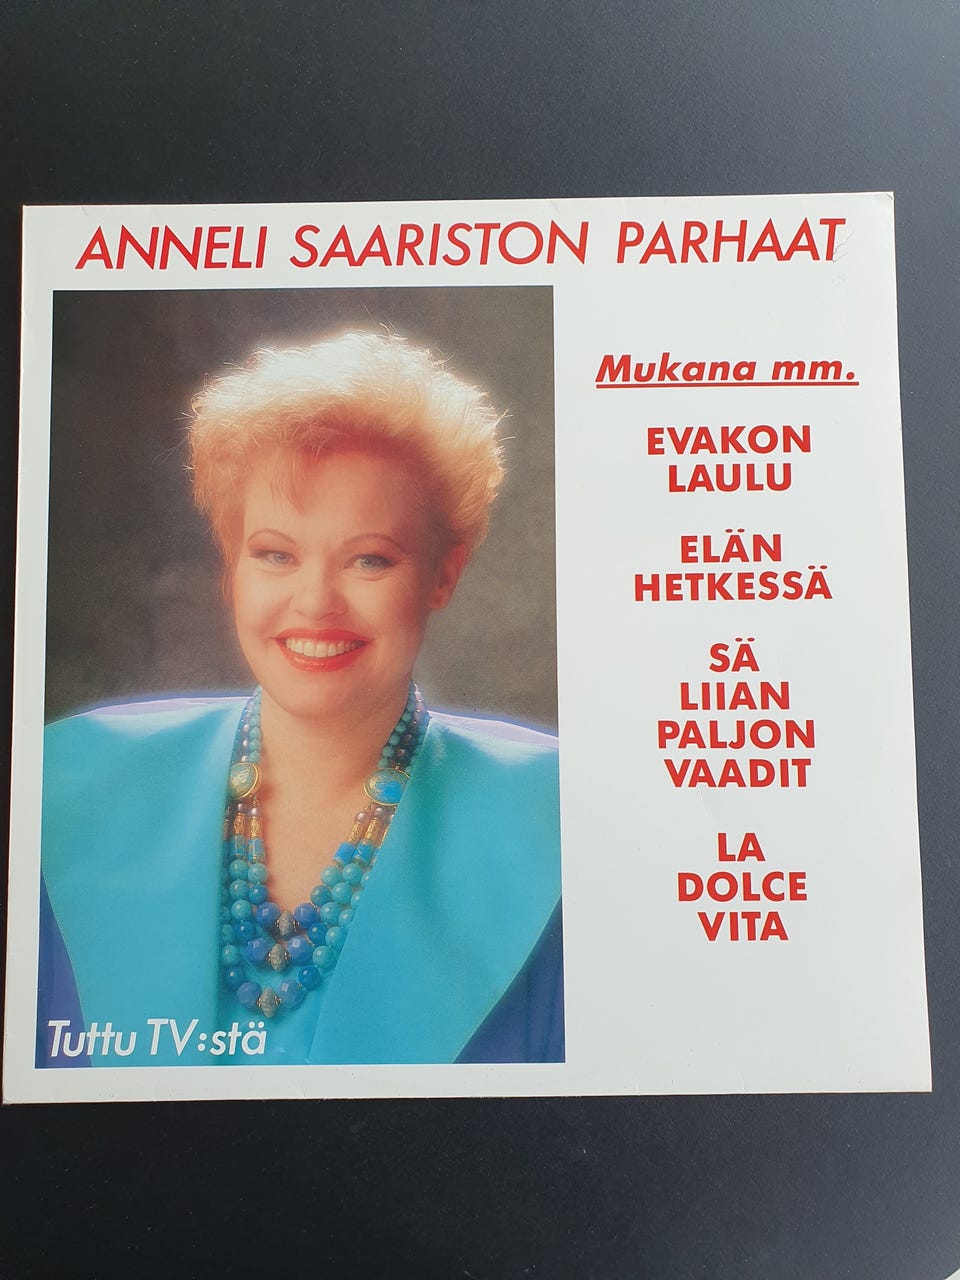 ANNELI SAARISTON PARHAAT
Mukana mm.
EVAKON
LAULU
ELÄN
HETKESSÄ
SÄ
LIIAN
PALJON
VAADIT
LA
DOLCE
VITA
Tuttu TV:stä